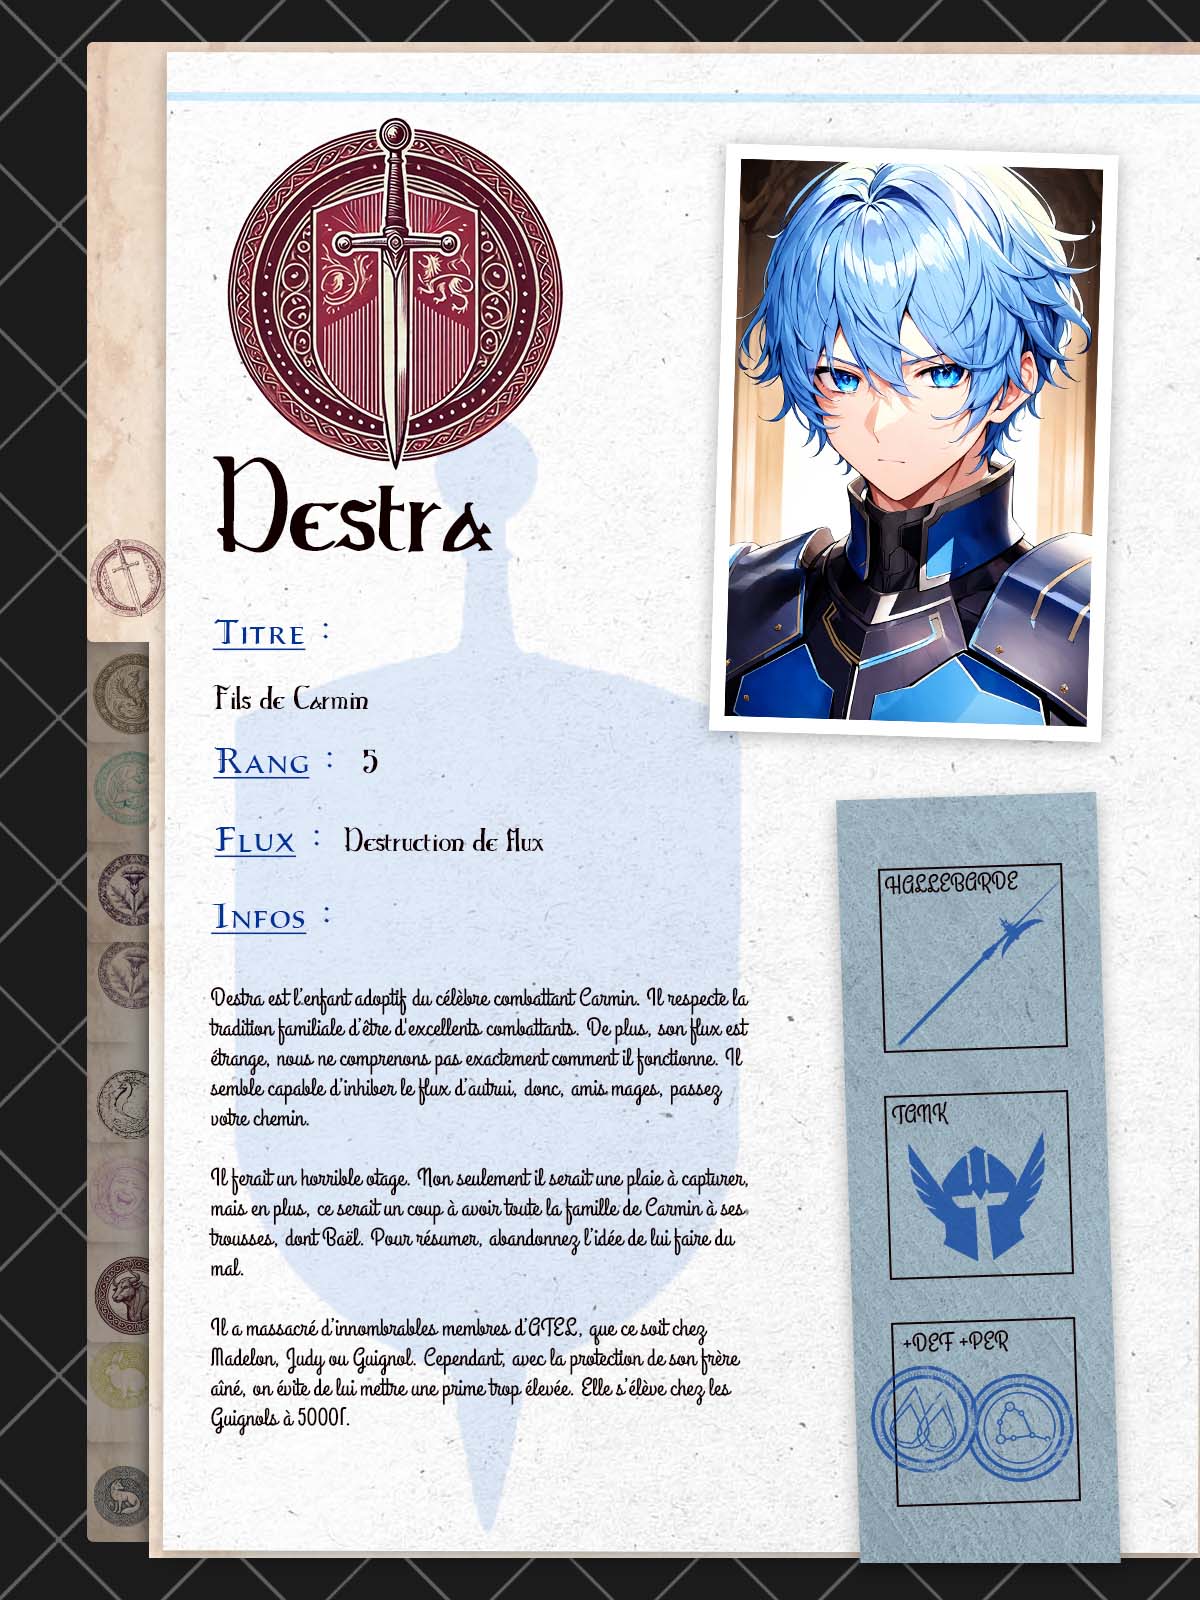 Destra
Titre :
Fils de Carmin
Rang : 5
Flux : Destruction de flux
Infos :
Destra est l'enfant adoptif du célèbre combattant Carmin. Il respecte la
tradition familiale d'être d'excellents combattants. De plus, son flux est
étrange, nous ne comprenons pas exactement comment il fonctionne. Il
semble capable d'inhiber le flux d'autrui, donc, amis mages, passez
votre chemin.
Il ferait un horrible otage. Non seulement il serait une plaie à capturer,
mais en plus, ce serait un coup à avoir toute la famille de Carmin à ses
trousses, dont Baël. Pour résumer, abandonnez l'idée de lui faire du
mal.
Il a massacré d'innombrables membres d'ATEL, que ce soit chez
Madelon, Judy ou Guignol. Cependant, avec la protection de son frère
aîné, on évite de lui mettre une prime trop élevée. Elle s'élève chez les
Guignols à 5000ſ.
HALLEBARDE
TANK
+DEF +PER